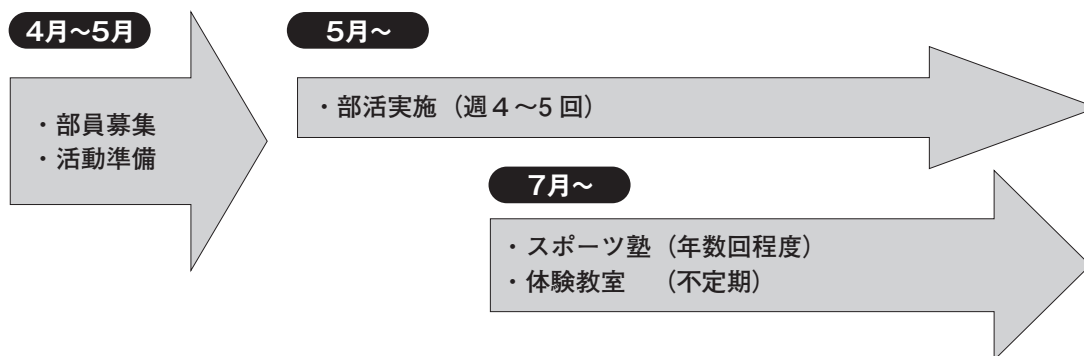 4月～5月
・部員募集
・活動準備
5月～
・部活実施（週４～5回）
7月～
・スポーツ塾（年数回程度）
・体験教室　（不定期）